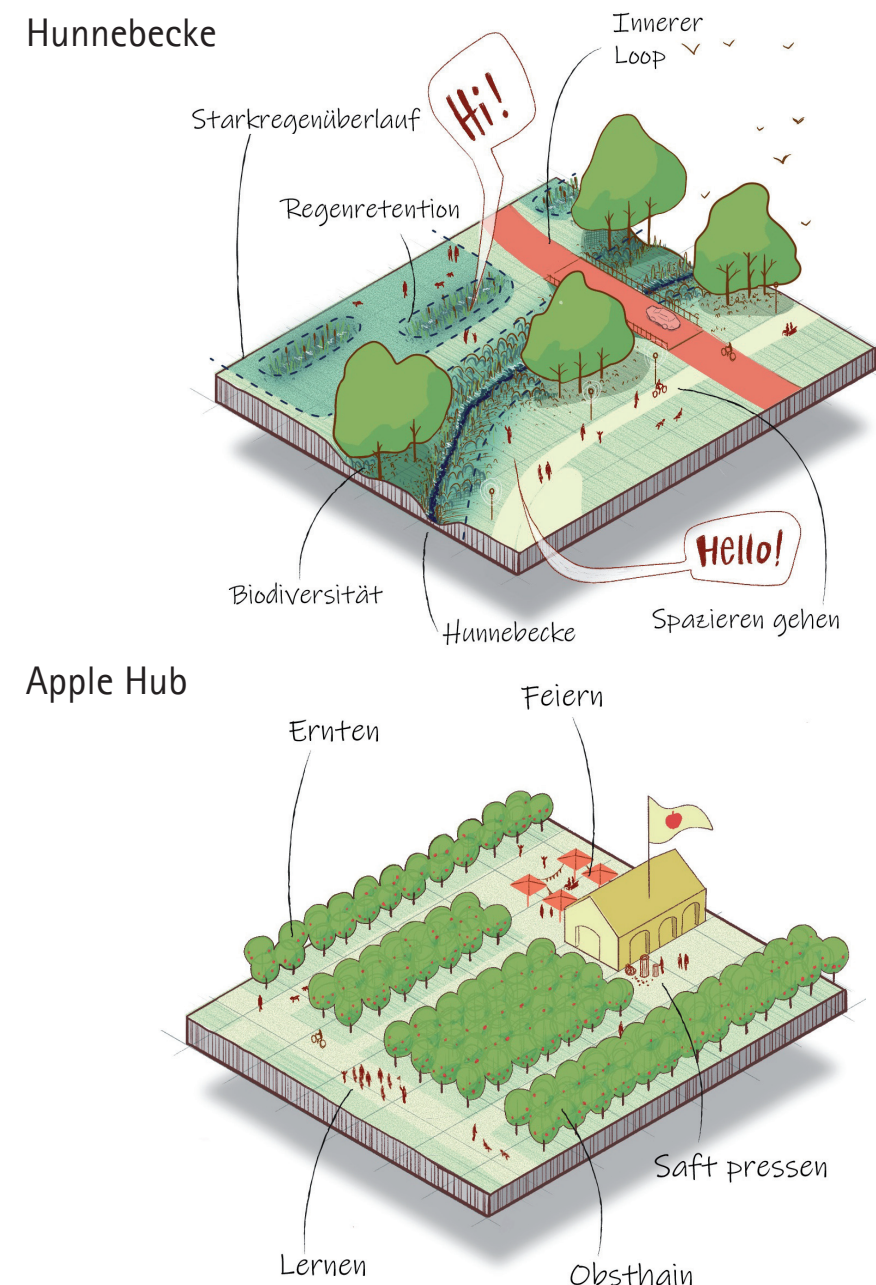 Hunnebecke
Innerer
Loop
Hi!
Starkregenüberlauf
Regenretention
Hello!
Biodiversität
Spazieren gehen
Hunnebecke
Apple Hub
Feiern
Ernten
Saft pressen
Lernen
Obsthain